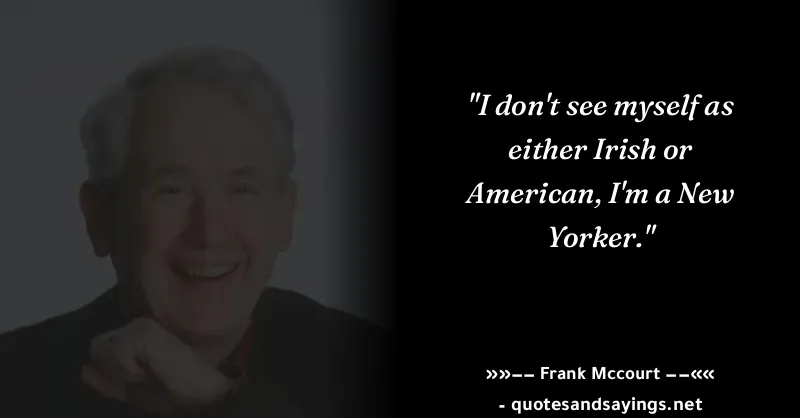 "I don't see myself as
either Irish or
American, I'm a New
Yorker."
»»−− Frank Mccourt −−««
- quotesandsayings.net